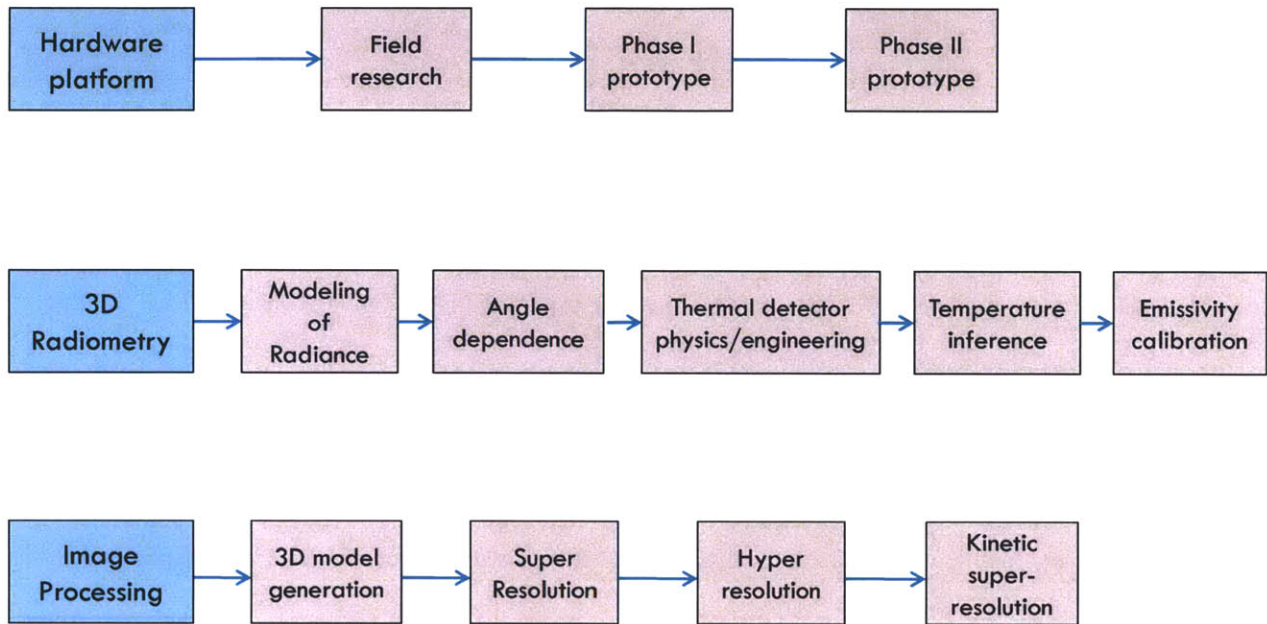 Hardware
platform
Field
research
Phase I
prototype
Phase II
prototype
3D
Radiometry
Modeling
of
Radiance
Angle
dependence
Thermal detector
physics/engineering
Temperature
inference
Emissivity
calibration
Image
Processing
3D model
generation
Super
Resolution
Hyper
resolution
Kinetic
super-
resolution